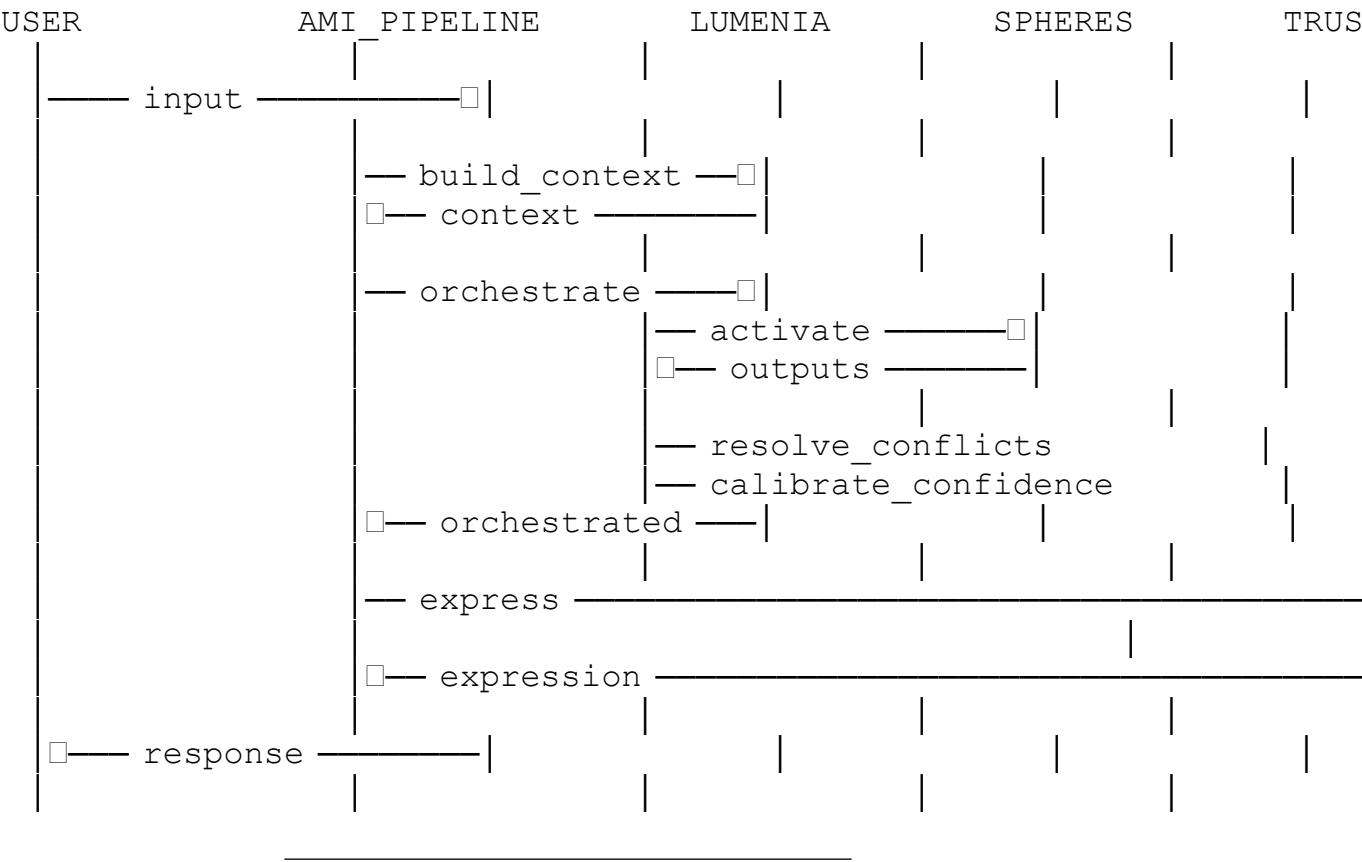 USER AMI_PIPELINE LUMENIA SPHERES TRUS
input
build_context
context
orchestrate
activate
outputs
resolve_conflicts
calibrate_confidence
orchestrated
express
expression
response